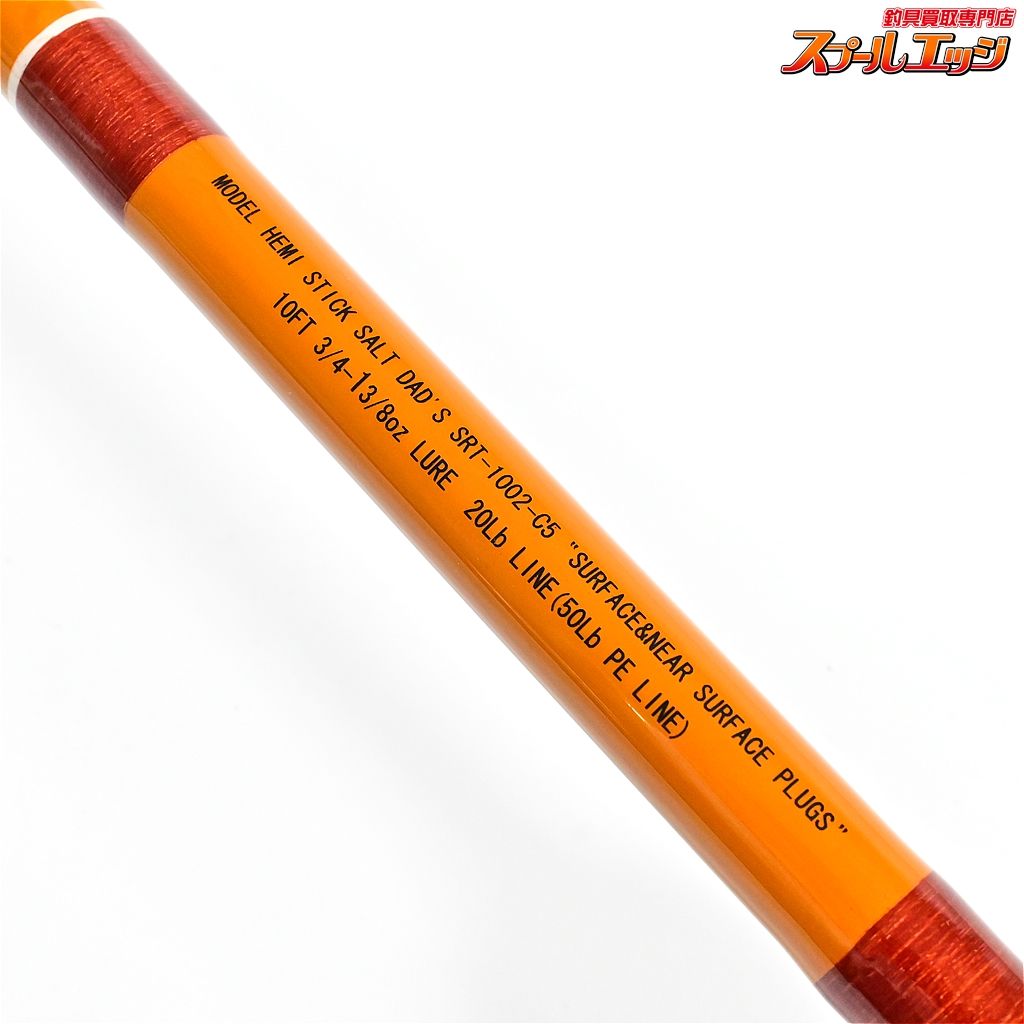 釣具買取専門店
スプールエッジ
MODEL HEMI STICK SALT DAD'S SRT-1002-C5 "SURFACE&NEAR SURFACE PLUGS"
10FT 3/4-13/8oz LURE 20Lb LINE(50Lb PE LINE)